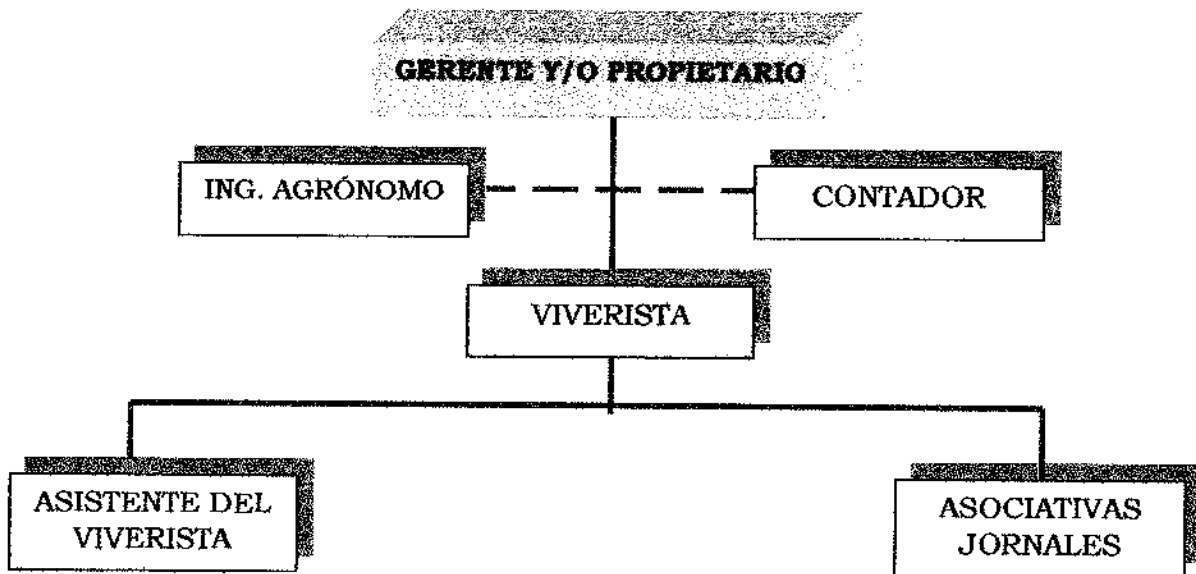 GERENTE Y/O PROPIETARIO
ING. AGRÓNOMO
CONTADOR
VIVERISTA
ASISTENTE DEL
VIVERISTA
ASOCIATIVAS
JORNALES